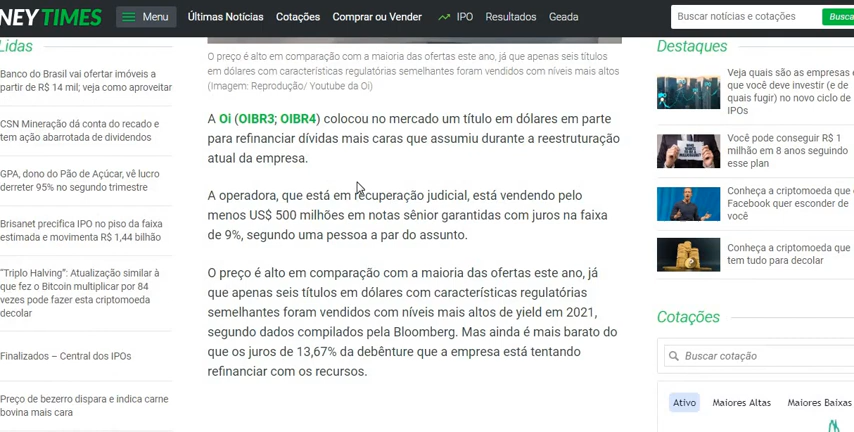 NEY TIMES
Menu
Últimas Notícias
Cotações
Comprar ou Vender
IPO
Resultados
Geada
Buscar notícias e cotações
Busca
Lidas
Banco do Brasil vai ofertar imóveis a
partir de R$ 14 mil; veja como aproveitar
CSN Mineração dá conta do recado e
tem ação abarrotada de dividendos
GPA, dono do Pão de Açúcar, vê lucro
derreter 95% no segundo trimestre
Brisanet precifica IPO no piso da faixa
estimada e movimenta R$ 1,44 bilhão
“Triplo Halving”: Atualização similar à
que fez o Bitcoin multiplicar por 84
vezes pode fazer esta criptomoeda
decolar
Finalizados – Central dos IPOs
Preço de bezerro dispara e indica carne
bovina mais cara
O preço é alto em comparação com a maioria das ofertas este ano, já que apenas seis títulos
em dólares com características regulatórias semelhantes foram vendidos com níveis mais altos
(Imagem: Reprodução/ Youtube da Oi)
A Oi (OIBR3; OIBR4) colocou no mercado um título em dólares em parte
para refinanciar dívidas mais caras que assumiu durante a reestruturação
atual da empresa.
A operadora, que está em recuperação judicial, está vendendo pelo
menos US$ 500 milhões em notas sênior garantidas com juros na faixa
de 9%, segundo uma pessoa a par do assunto.
O preço é alto em comparação com a maioria das ofertas este ano, já
que apenas seis títulos em dólares com características regulatórias
semelhantes foram vendidos com níveis mais altos de yield em 2021,
segundo dados compilados pela Bloomberg. Mas ainda é mais barato do
que os juros de 13,67% da debênture que a empresa está tentando
refinanciar com os recursos.
Destaques
Veja quais são as empresas e
que você deve investir (e de
quais fugir) no novo ciclo de
IPOs
Você pode conseguir R$ 1
milhão em 8 anos seguindo
esse plan
Conheça a criptomoeda que
Facebook quer esconder de
você
Conheça a criptomoeda que
tem tudo para decolar
Cotações
Buscar cotação
Ativo
Maiores Altas
Maiores Baixas